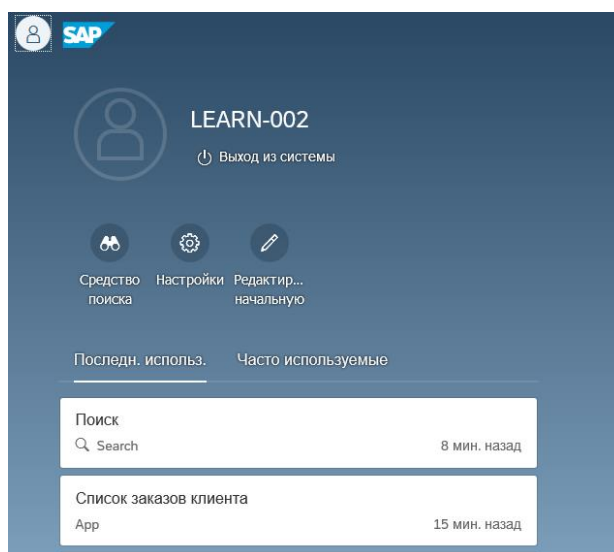 SAP
LEARN-002
Выход из системы
Средство поиска
Настройки
Редактир...
начальную
Последн. использ.
Часто используемые
Поиск
Search
8 мин. назад
Список заказов клиента
App
15 мин. назад